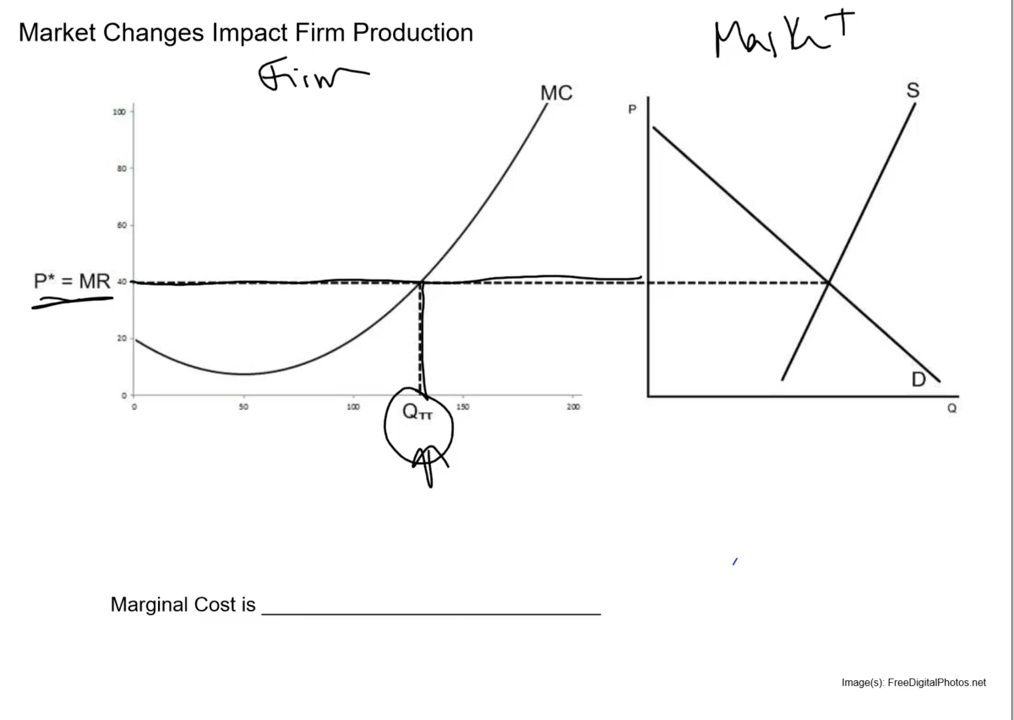 Market Changes Impact Firm Production
Market
Firm
MC
S
100
P
80
60
P* = MR 40
20
D
0
0 50 100 150 200
Qπ
Q
Marginal Cost is
Image(s): FreeDigitalPhotos.net